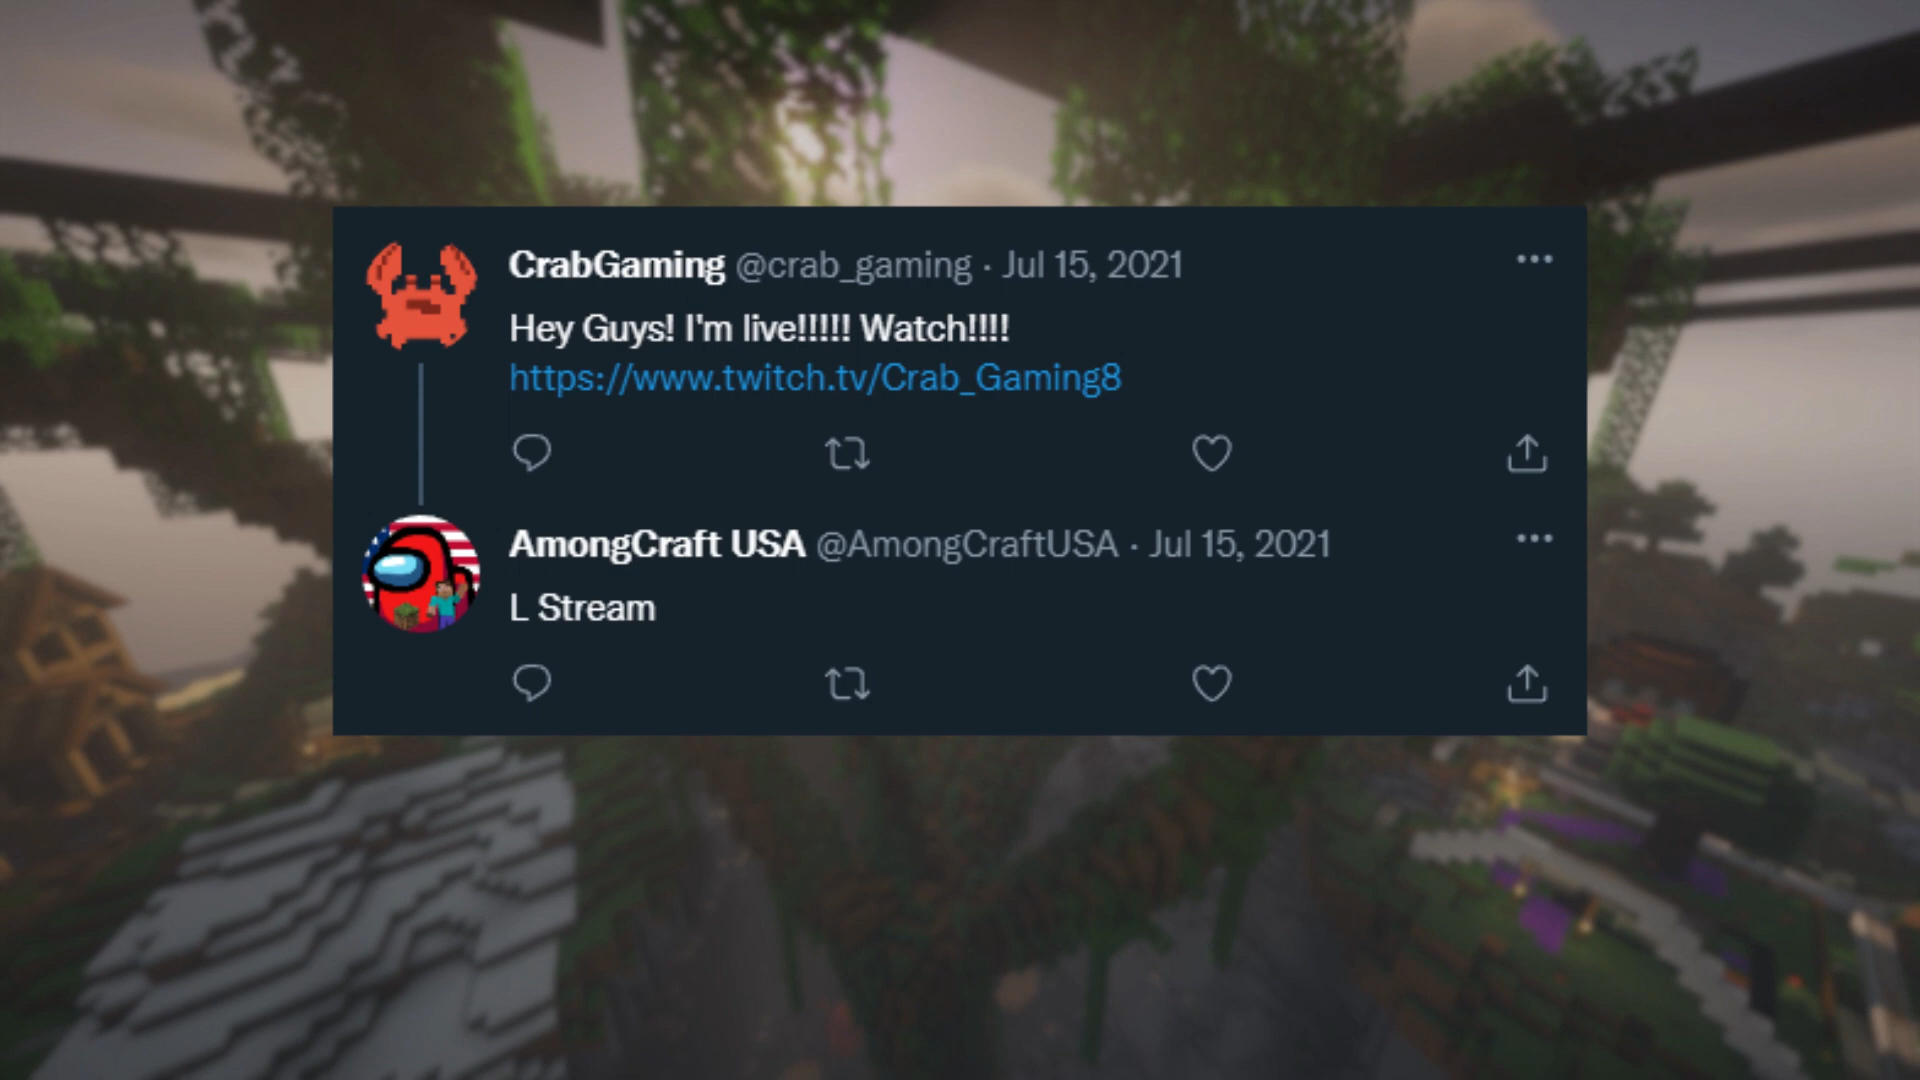 CrabGaming @crab_gaming · Jul 15, 2021
Hey Guys! I'm live!!!!! Watch!!!!
https://www.twitch.tv/Crab_Gaming8
AmongCraft USA @AmongCraftUSA · Jul 15, 2021
L Stream